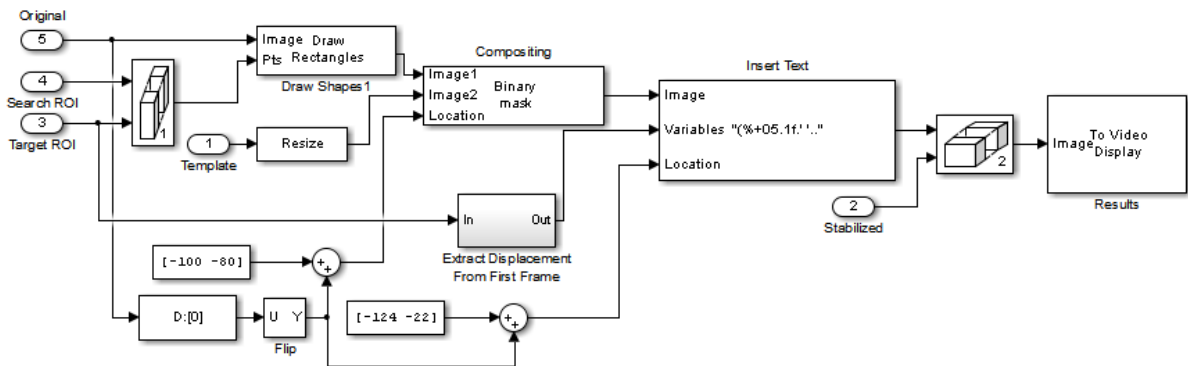 Original
5
4
Search ROI
3
Target ROI
1
Image
Pts
Draw
Rectangles
Draw Shapes1
1
Template
Resize
Compositing
Image1
Image2
Location
Binary
mask
In
Out
Extract Displacement
From First Frame
[-100 -80]
++
D:[0]
U Y
Flip
[-124 -22]
++
Insert Text
Image
Variables "(%+05.1f.' '.."
Location
2
Stabilized
2
Image
To Video
Display
Results